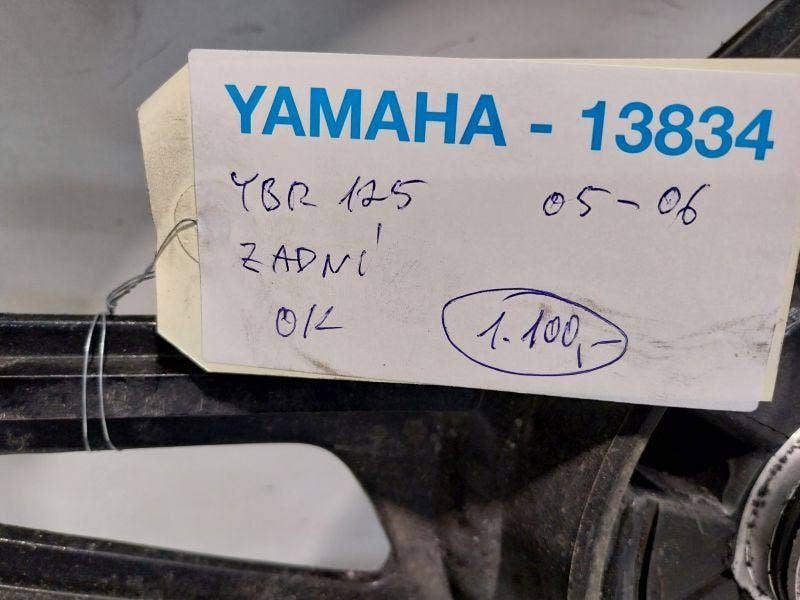 YAMAHA - 13834
YBR 125 05-06
ZADNÍ
OK
1.100,-